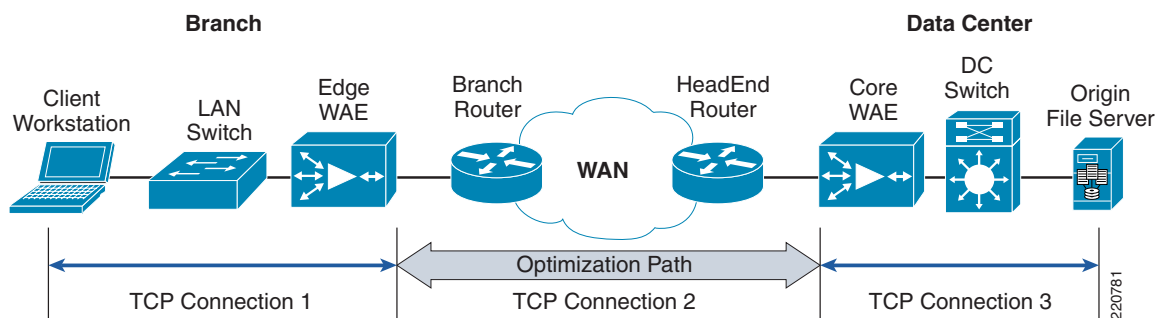 Branch
Data Center
Client
Workstation
LAN
Switch
Edge
WAE
Branch
Router
WAN
HeadEnd
Router
Core
WAE
DC
Switch
Origin
File Server
Optimization Path
TCP Connection 1
TCP Connection 2
TCP Connection 3
220781